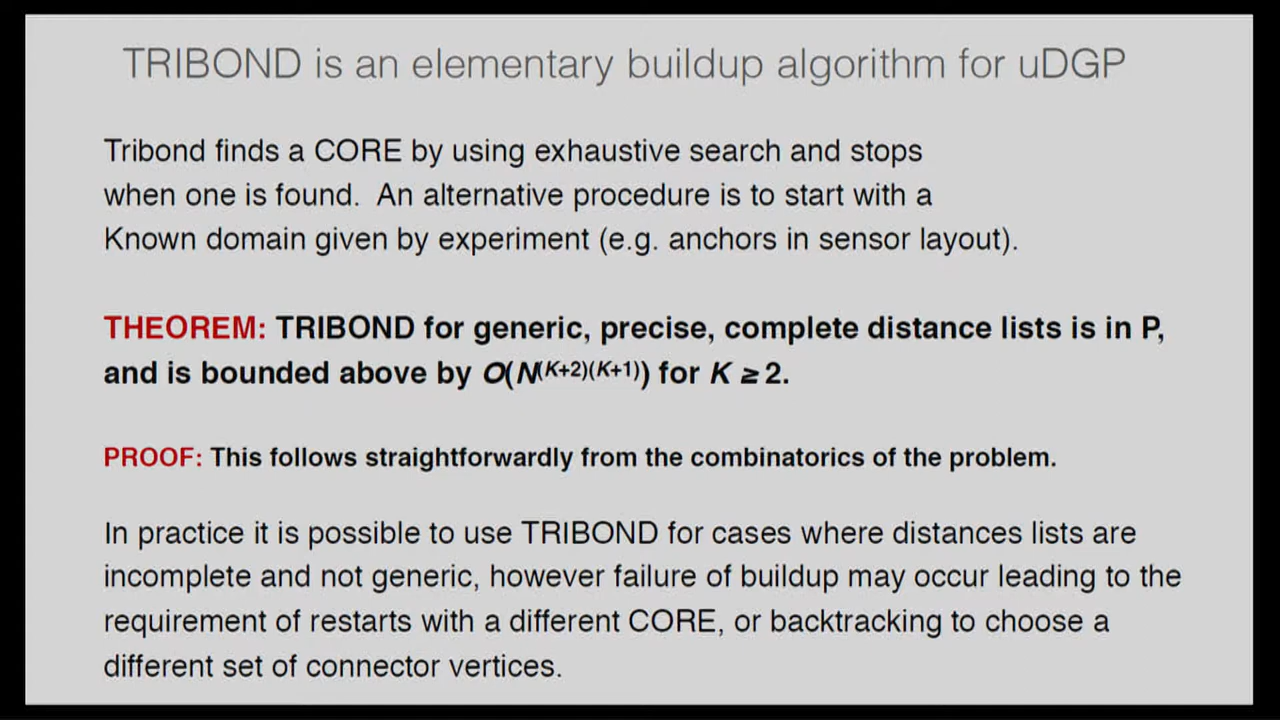 TRIBOND is an elementary buildup algorithm for uDGP
Tribond finds a CORE by using exhaustive search and stops
when one is found.  An alternative procedure is to start with a
Known domain given by experiment (e.g. anchors in sensor layout).
THEOREM: TRIBOND for generic, precise, complete distance lists is in P,
and is bounded above by O(N(K+2)(K+1)) for K ≥ 2.
PROOF: This follows straightforwardly from the combinatorics of the problem.
In practice it is possible to use TRIBOND for cases where distances lists are
incomplete and not generic, however failure of buildup may occur leading to the
requirement of restarts with a different CORE, or backtracking to choose a
different set of connector vertices.